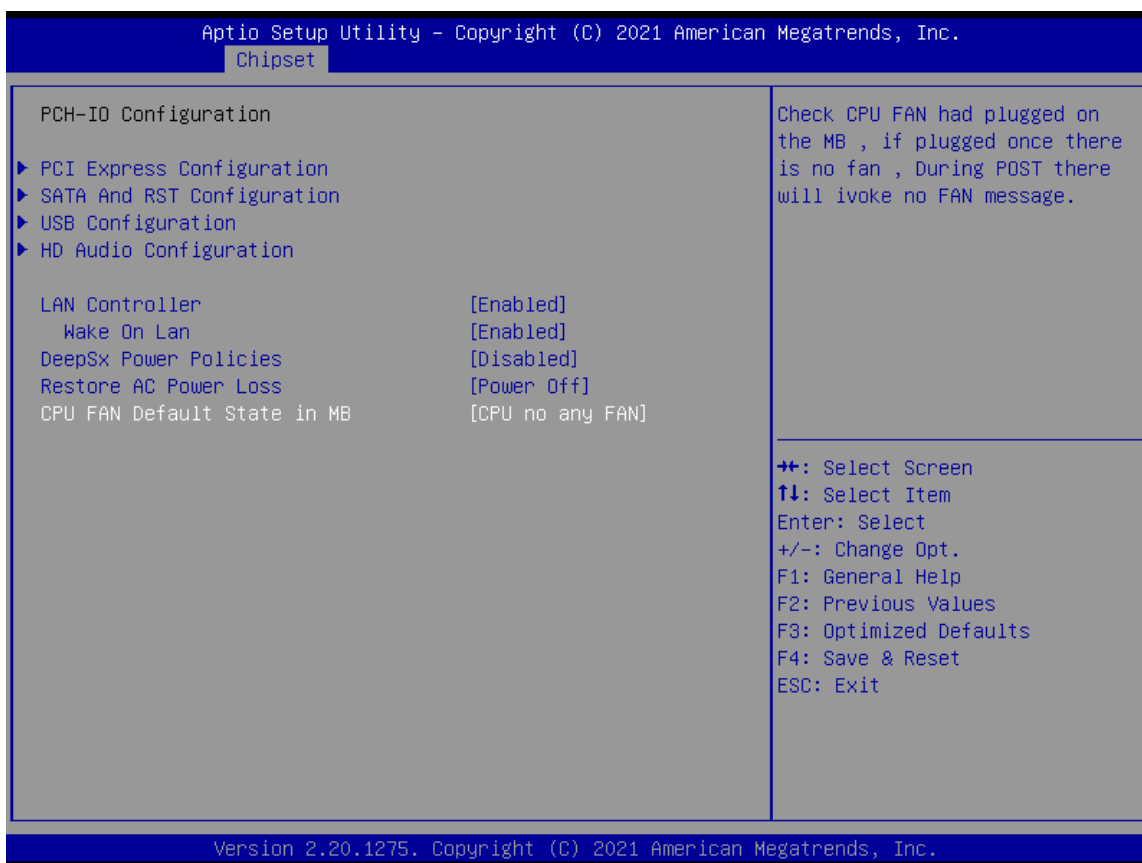 Aptio Setup Utility – Copyright (C) 2021 American Megatrends, Inc.
Chipset
PCH-IO Configuration
▶ PCI Express Configuration
▶ SATA And RST Configuration
▶ USB Configuration
▶ HD Audio Configuration
LAN Controller [Enabled]
Wake On Lan [Enabled]
DeepSx Power Policies [Disabled]
Restore AC Power Loss [Power Off]
CPU FAN Default State in MB [CPU no any FAN]
Check CPU FAN had plugged on
the MB , if plugged once there
is no fan , During POST there
will ivoke no FAN message.
→←: Select Screen
↑↓: Select Item
Enter: Select
+/-: Change Opt.
F1: General Help
F2: Previous Values
F3: Optimized Defaults
F4: Save & Reset
ESC: Exit
Version 2.20.1275. Copyright (C) 2021 American Megatrends, Inc.